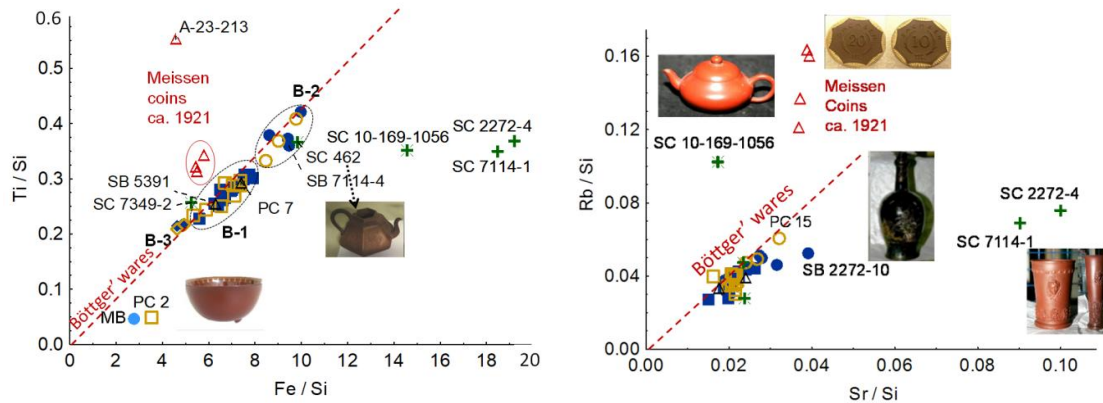 0.6
0.5
0.4
0.3
0.2
0.1
0.0
Ti / Si
A-23-213
Meissen
coins
ca. 1921
B-2
SC 10-169-1056
SC 2272-4
SC 462
SC 7114-1
SB 7114-4
SB 5391
SC 7349-2
PC 7
B-3
B-1
Böttger' wares
PC 2
MB
0 2 4 6 8 10 12 14 16 18 20
Fe / Si
0.16
0.12
0.08
0.04
0.00
Rb / Si
20 10
Meissen
Coins
ca. 1921
SC 10-169-1056
Böttger' wares
PC 15
SC 2272-4
SC 7114-1
SB 2272-10
0.00 0.02 0.04 0.06 0.08 0.10
Sr / Si